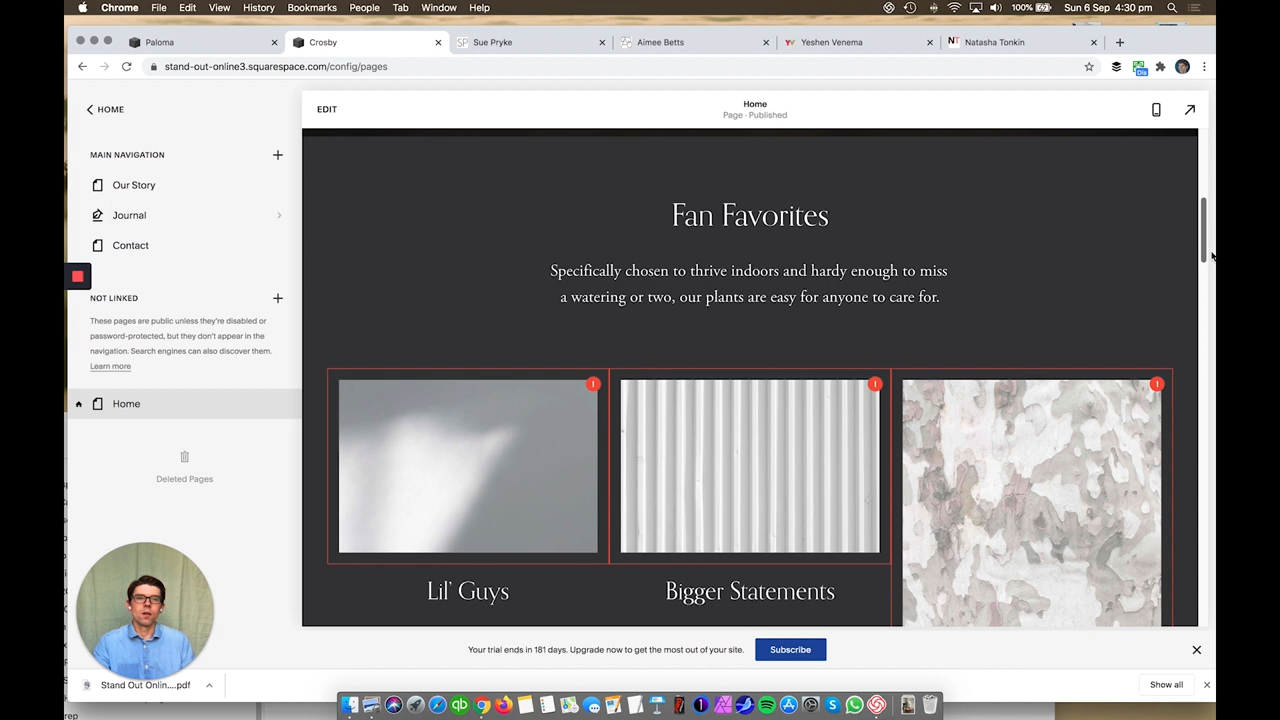 Chrome File Edit View History Bookmarks People Tab Window Help 100% Sun 6 Sep 4:30 pm
Paloma Crosby SP Sue Pryke Aimee Betts Yeshen Venema NT Natasha Tonkin
stand-out-online3.squarespace.com/config/pages
HOME
EDIT
Home
Page · Published
MAIN NAVIGATION
Our Story
Journal
Contact
NOT LINKED
These pages are public unless they're disabled or
password-protected, but they don't appear in the
navigation. Search engines can also discover them.
Learn more
Home
Deleted Pages
Fan Favorites
Specifically chosen to thrive indoors and hardy enough to miss
a watering or two, our plants are easy for anyone to care for.
Lil' Guys
Bigger Statements
Your trial ends in 181 days. Upgrade now to get the most out of your site. Subscribe
Stand Out Onlin....pdf Show all